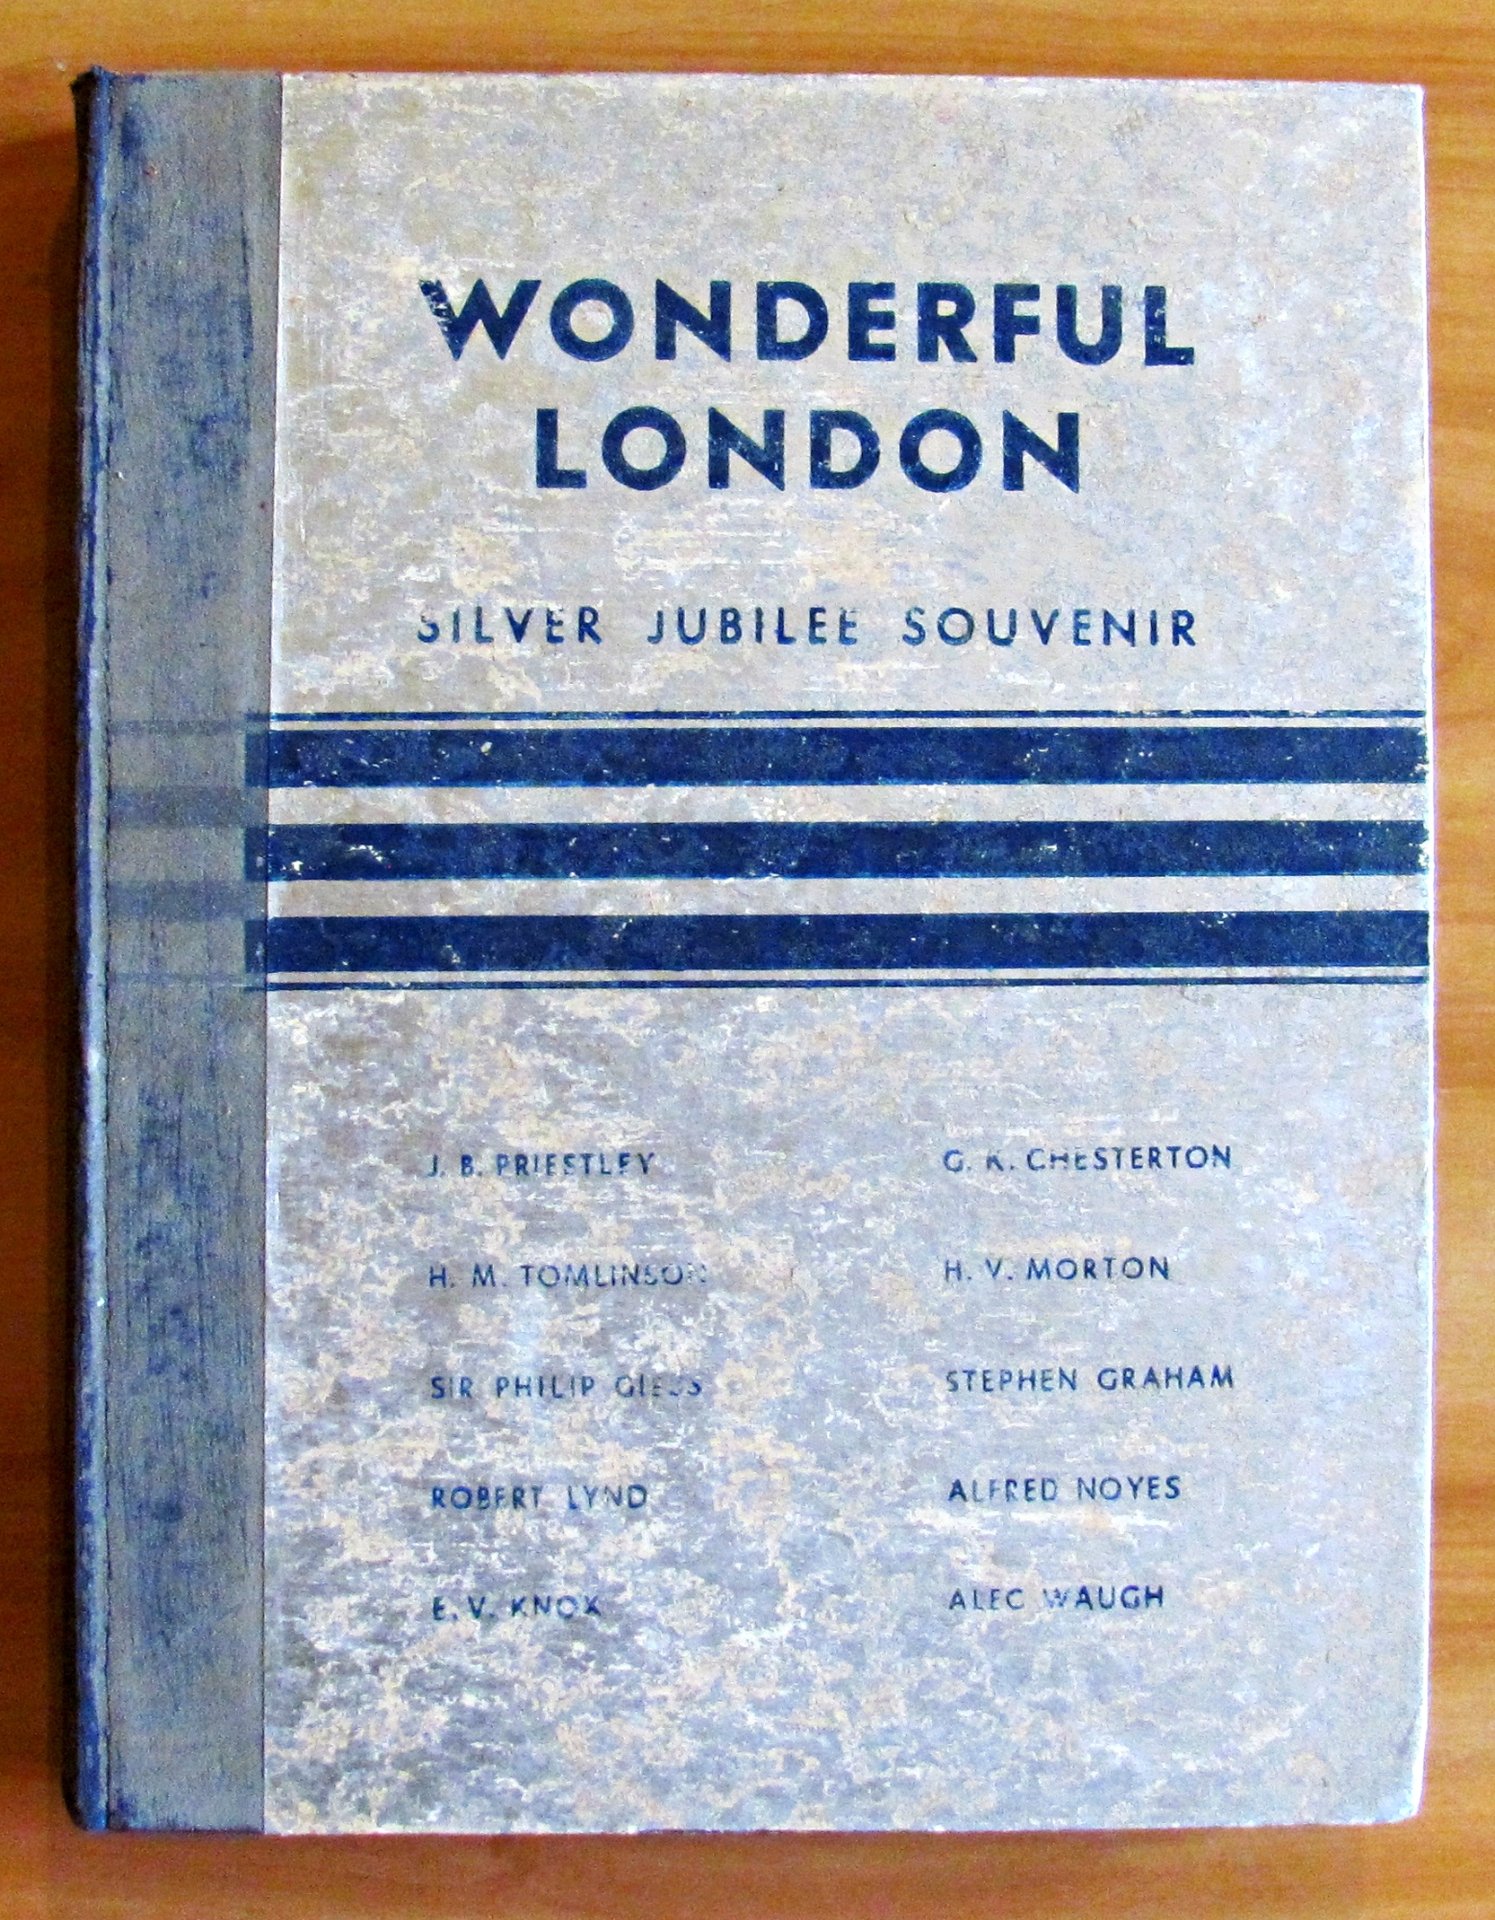 WONDERFUL
LONDON
SILVER JUBILEE SOUVENIR
J. B. PRIESTLEY
G. K. CHESTERTON
H. M. TOMLINSON
H. V. MORTON
SIR PHILIP GIBBS
STEPHEN GRAHAM
ROBERT LYND
ALFRED NOYES
E. V. KNOX
ALEC WAUGH